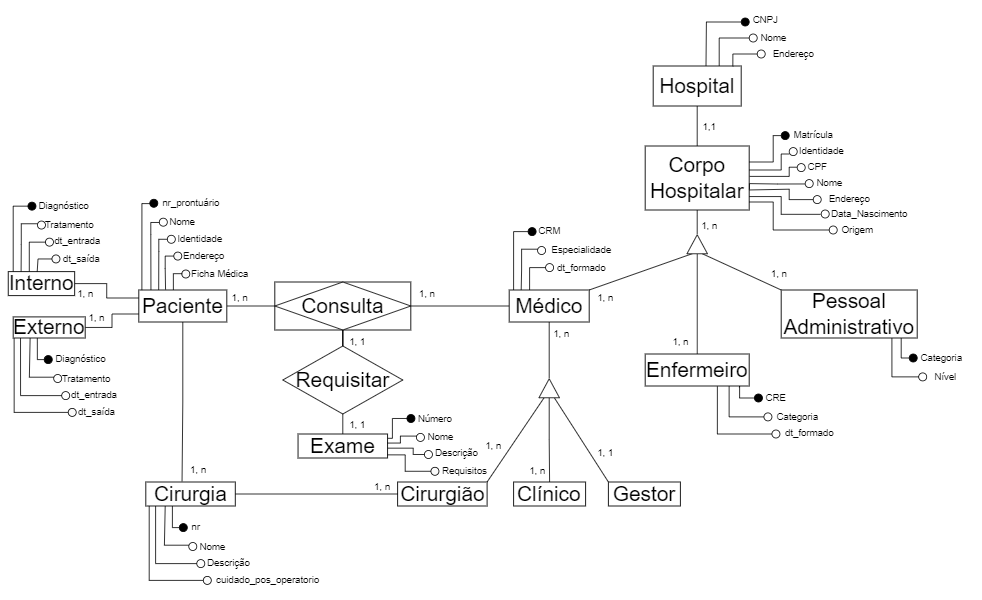 CNPJ
Nome
Endereço
Hospital
1,1
Corpo
Hospitalar
Matrícula
Identidade
CPF
Nome
Endereço
Data_Nascimento
Origem
1, n
Diagnóstico
Tratamento
dt_entrada
dt_saída
Interno
1, n
nr_prontuário
Nome
Identidade
Endereço
Ficha Médica
Paciente
1, n
Externo
1, n
Diagnóstico
Tratamento
dt_entrada
dt_saída
Consulta
1, n
1, 1
Requisitar
1, 1
Exame
Número
Nome
Descrição
Requisitos
CRM
Especialidade
dt_formado
Médico
1, n
1, n
Pessoal
Administrativo
1, n
Categoria
Nível
Enfermeiro
1, n
CRE
Categoria
dt_formado
1, n
Cirurgia
1, n
nr
Nome
Descrição
cuidado_pos_operatorio
Cirurgião
1, n
1, n
Clínico
1, n
Gestor
1, 1